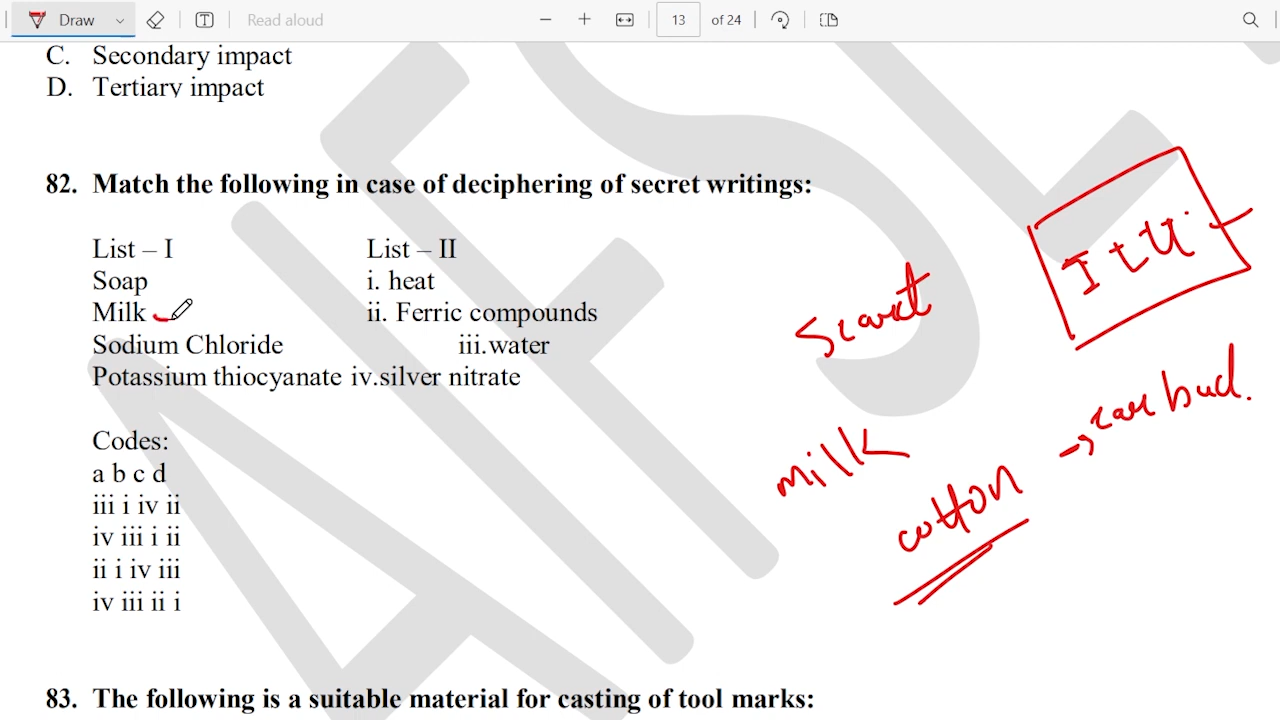 Draw
Read aloud
13 of 24
C. Secondary impact
D. Tertiary impact
82. Match the following in case of deciphering of secret writings:
List – I List – II
Soap i. heat
Milk ii. Ferric compounds
Sodium Chloride iii.water
Potassium thiocyanate iv.silver nitrate
Codes:
a b c d
iii i iv ii
iv iii i ii
ii i iv iii
iv iii ii i
milk
cotton
bud.
83. The following is a suitable material for casting of tool marks: